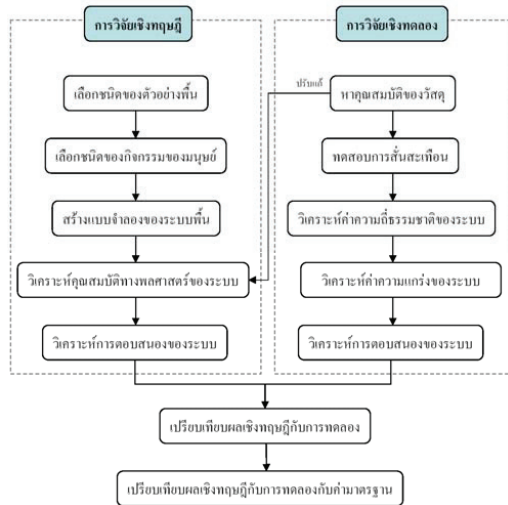 การวิจัยเชิงทฤษฎี
เลือกชนิดของตัวอย่างพื้น
เลือกชนิดของกิจกรรมของมนุษย์
สร้างแบบจำลองของระบบพื้น
วิเคราะห์คุณสมบัติทางพลศาสตร์ของระบบ
วิเคราะห์การตอบสนองของระบบ
การวิจัยเชิงทดลอง
ปรับแก้
หาคุณสมบัติของวัสดุ
ทดสอบการสั่นสะเทือน
วิเคราะห์ค่าความถี่ธรรมชาติของระบบ
วิเคราะห์ค่าความแกร่งของระบบ
วิเคราะห์การตอบสนองของระบบ
เปรียบเทียบผลเชิงทฤษฎีกับการทดลอง
เปรียบเทียบผลเชิงทฤษฎีกับการทดลองกับค่ามาตรฐาน